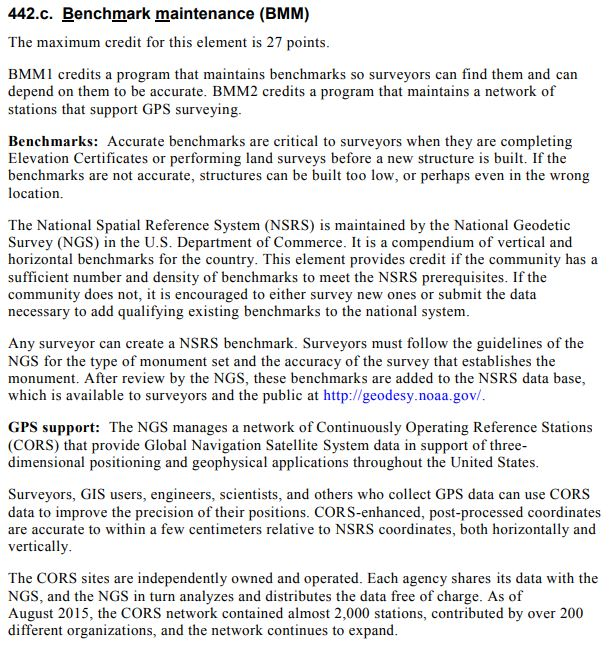 442.c. Benchmark maintenance (BMM)
The maximum credit for this element is 27 points.
BMM1 credits a program that maintains benchmarks so surveyors can find them and can
depend on them to be accurate. BMM2 credits a program that maintains a network of
stations that support GPS surveying.
Benchmarks: Accurate benchmarks are critical to surveyors when they are completing
Elevation Certificates or performing land surveys before a new structure is built. If the
benchmarks are not accurate, structures can be built too low, or perhaps even in the wrong
location.
The National Spatial Reference System (NSRS) is maintained by the National Geodetic
Survey (NGS) in the U.S. Department of Commerce. It is a compendium of vertical and
horizontal benchmarks for the country. This element provides credit if the community has a
sufficient number and density of benchmarks to meet the NSRS prerequisites. If the
community does not, it is encouraged to either survey new ones or submit the data
necessary to add qualifying existing benchmarks to the national system.
Any surveyor can create a NSRS benchmark. Surveyors must follow the guidelines of the
NGS for the type of monument set and the accuracy of the survey that establishes the
monument. After review by the NGS, these benchmarks are added to the NSRS data base,
which is available to surveyors and the public at http://geodesy.noaa.gov/.
GPS support: The NGS manages a network of Continuously Operating Reference Stations
(CORS) that provide Global Navigation Satellite System data in support of three-
dimensional positioning and geophysical applications throughout the United States.
Surveyors, GIS users, engineers, scientists, and others who collect GPS data can use CORS
data to improve the precision of their positions. CORS-enhanced, post-processed coordinates
are accurate to within a few centimeters relative to NSRS coordinates, both horizontally and
vertically.
The CORS sites are independently owned and operated. Each agency shares its data with the
NGS, and the NGS in turn analyzes and distributes the data free of charge. As of
August 2015, the CORS network contained almost 2,000 stations, contributed by over 200
different organizations, and the network continues to expand.